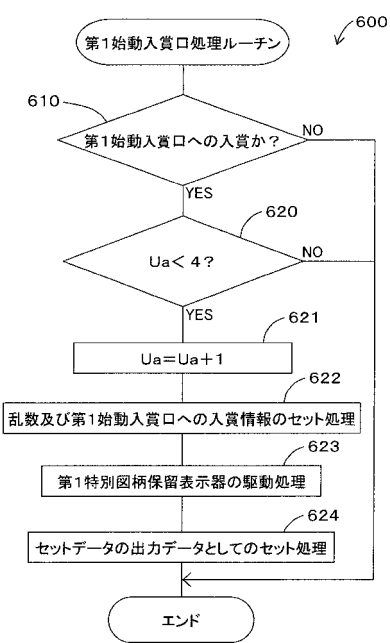 600
第1始動入賞口処理ルーチン
610
第1始動入賞口への入賞か？
NO
YES
620
Ua＜4？
NO
YES
621
Ua＝Ua＋1
622
乱数及び第1始動入賞口への入賞情報のセット処理
623
第1特別図柄保留表示器の駆動処理
624
セットデータの出力データとしてのセット処理
エンド